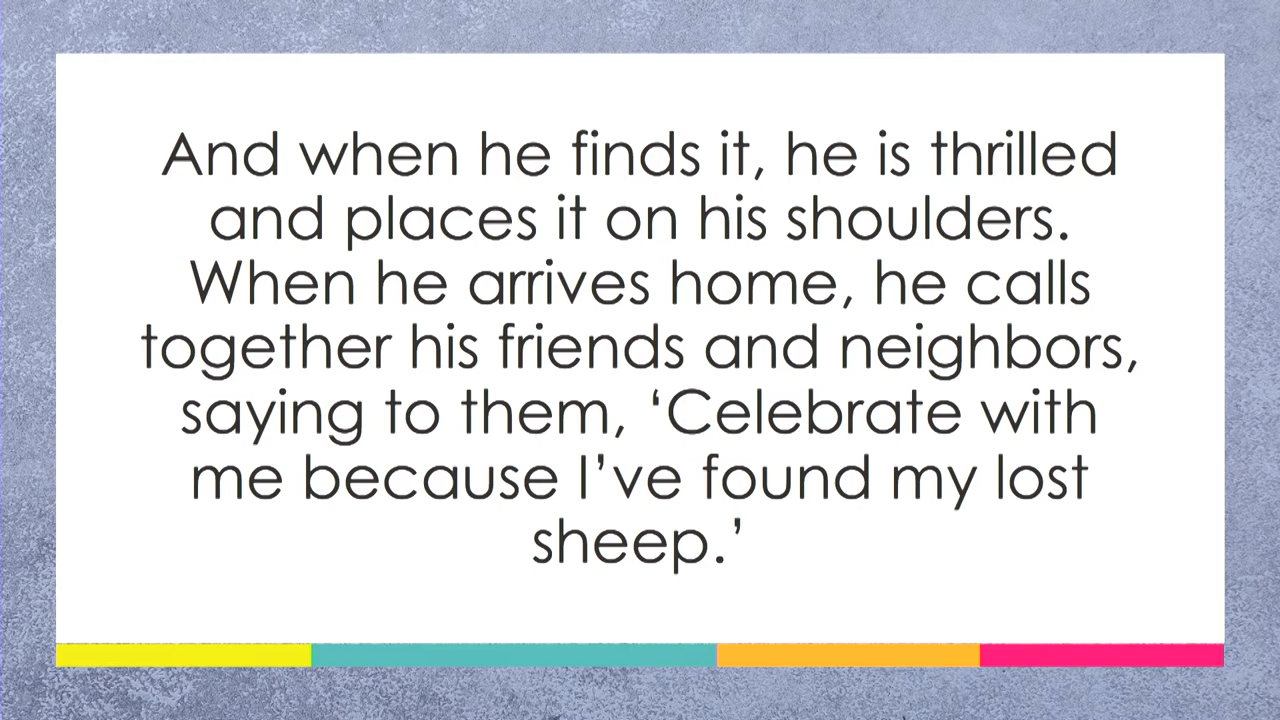 And when he finds it, he is thrilled
and places it on his shoulders.
When he arrives home, he calls
together his friends and neighbors,
saying to them, ‘Celebrate with
me because I’ve found my lost
sheep.’